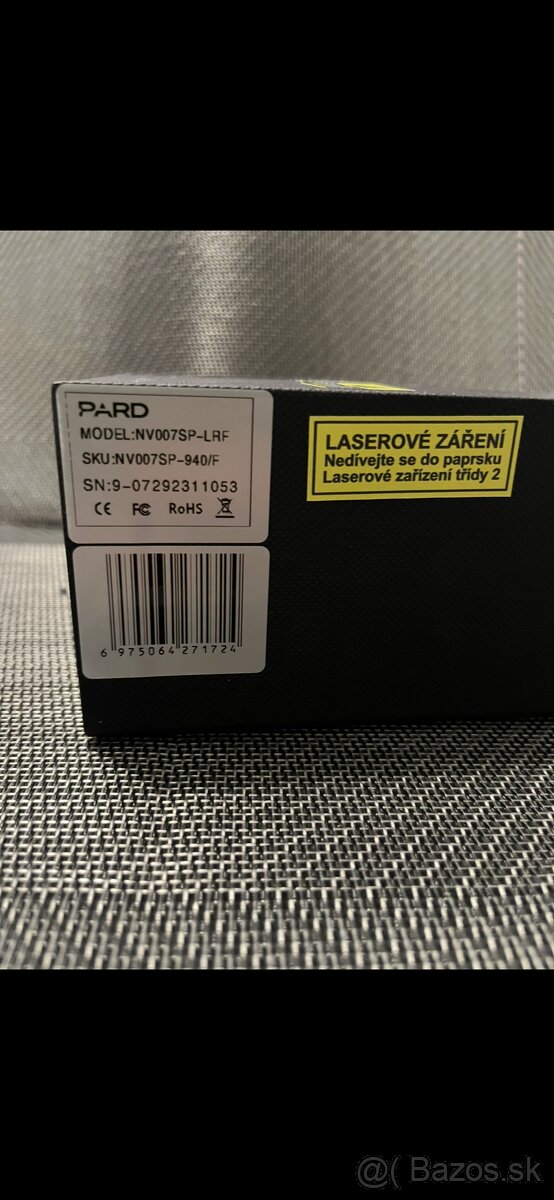 PARD
MODEL:NV007SP-LRF
SKU:NV007SP-940/F
SN:9-07292311053
CE FC RoHS
6 975064 271724
LASEROVÉ ZÁŘENÍ
Nedívejte se do paprsku
Laserové zařízení třídy 2
@( Bazos.sk